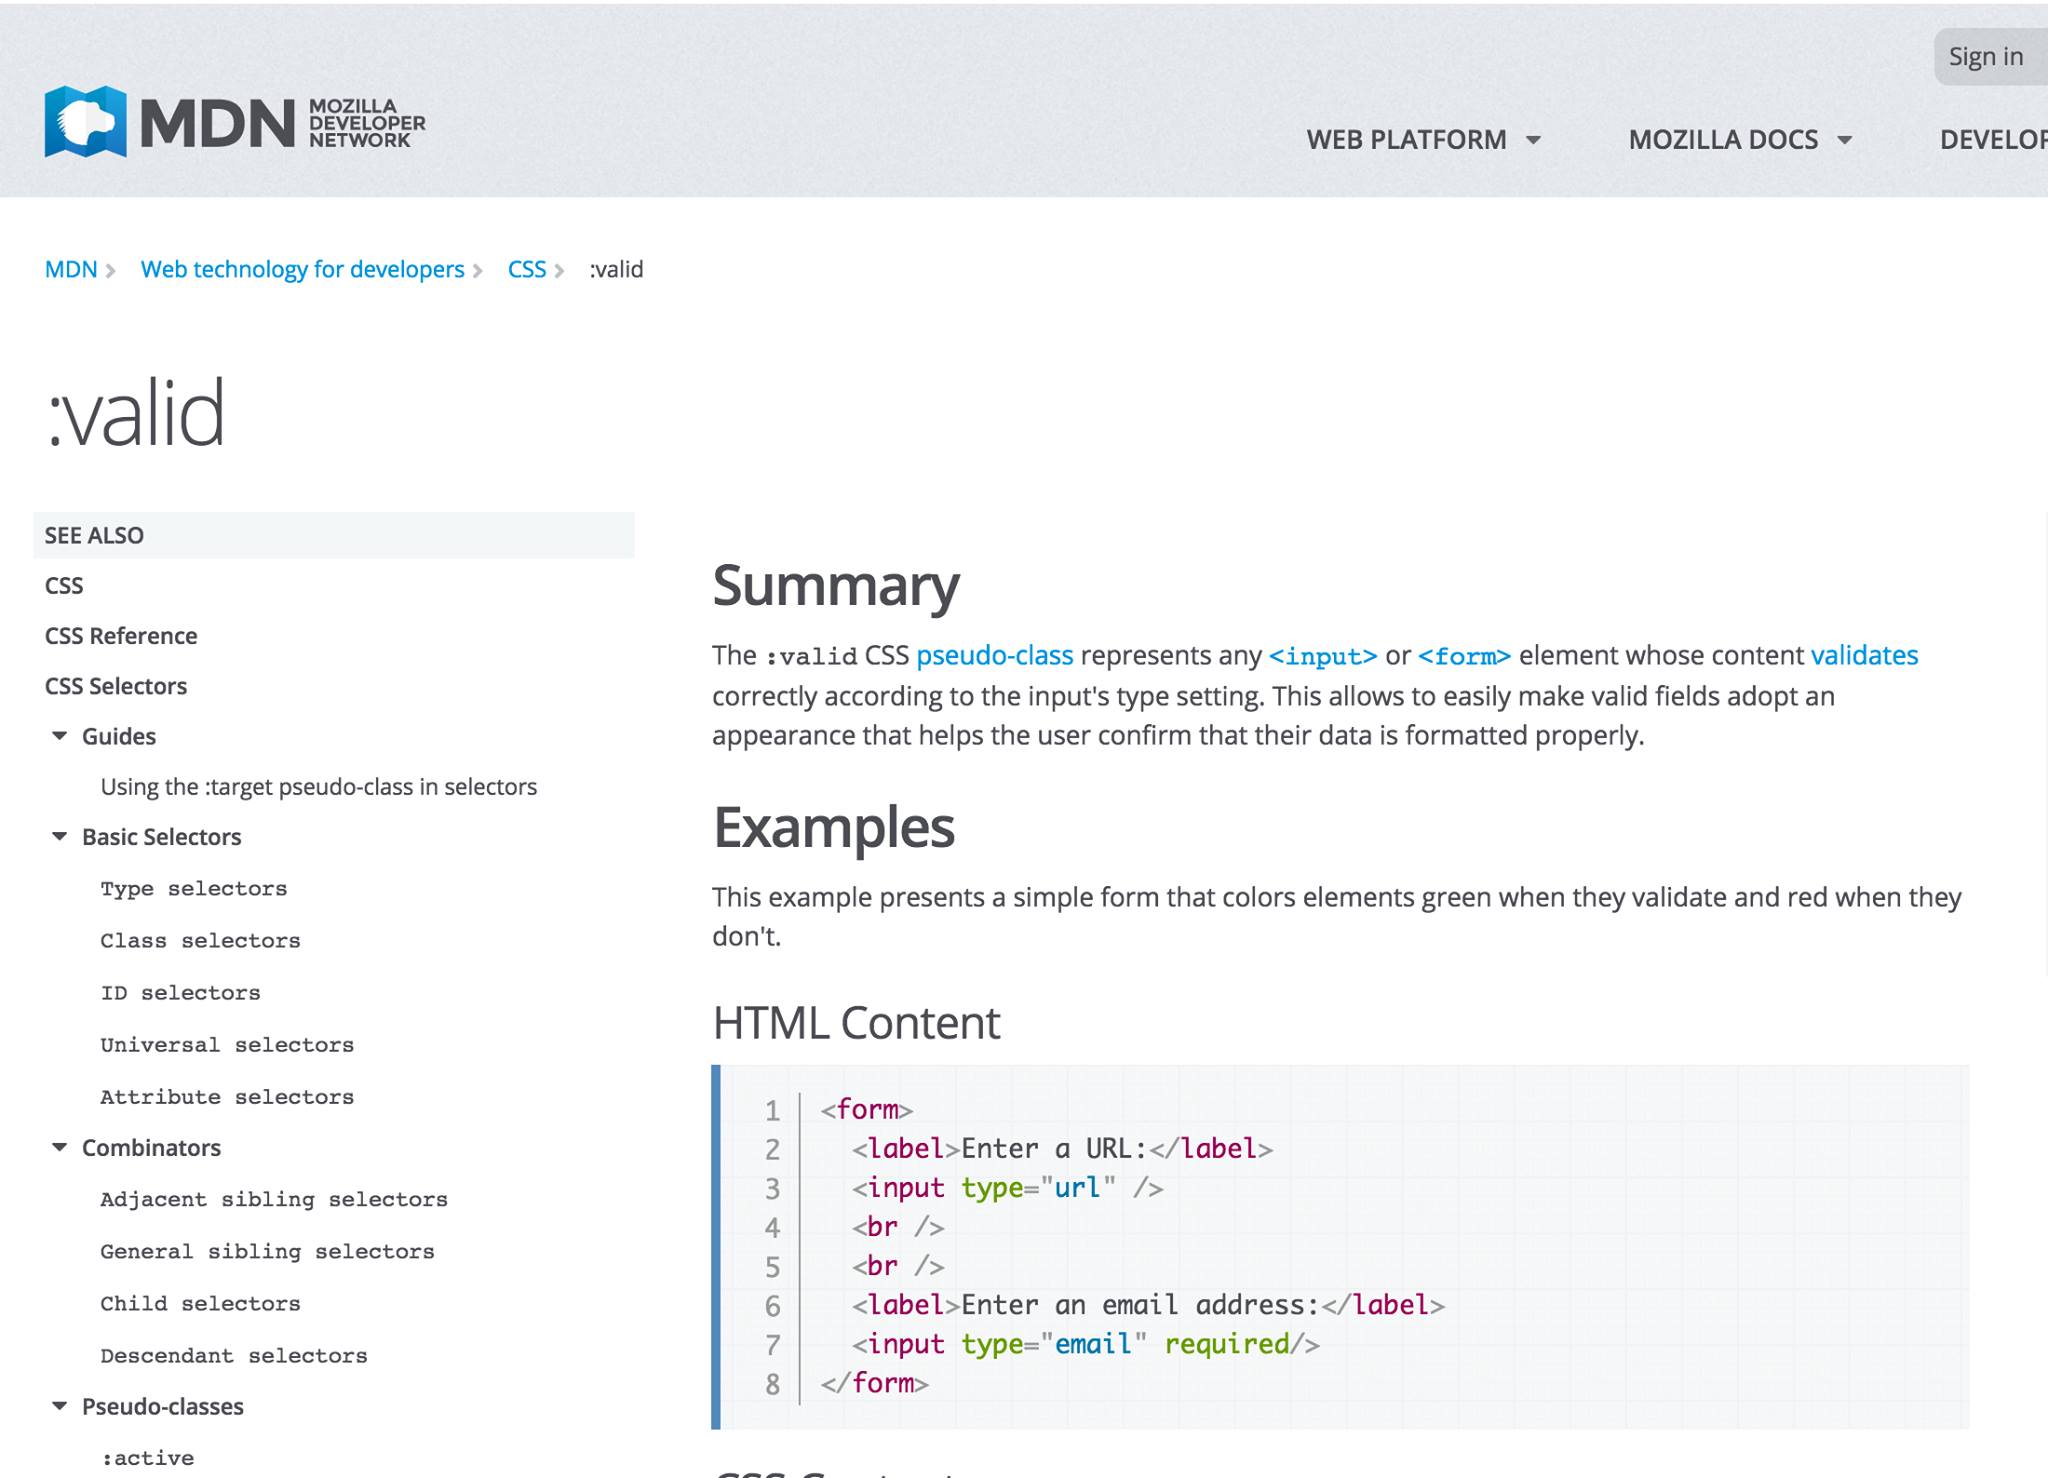 Sign in
MDN MOZILLA
DEVELOPER
NETWORK
WEB PLATFORM MOZILLA DOCS DEVELOP
MDN Web technology for developers CSS :valid
:valid
SEE ALSO
CSS
CSS Reference
CSS Selectors
Guides
Using the :target pseudo-class in selectors
Basic Selectors
Type selectors
Class selectors
ID selectors
Universal selectors
Attribute selectors
Combinators
Adjacent sibling selectors
General sibling selectors
Child selectors
Descendant selectors
Pseudo-classes
:active
Summary
The :valid CSS pseudo-class represents any <input> or <form> element whose content validates
correctly according to the input's type setting. This allows to easily make valid fields adopt an
appearance that helps the user confirm that their data is formatted properly.
Examples
This example presents a simple form that colors elements green when they validate and red when they
don't.
HTML Content
1 <form>
2 <label>Enter a URL:</label>
3 <input type="url" />
4 <br />
5 <br />
6 <label>Enter an email address:</label>
7 <input type="email" required/>
8 </form>